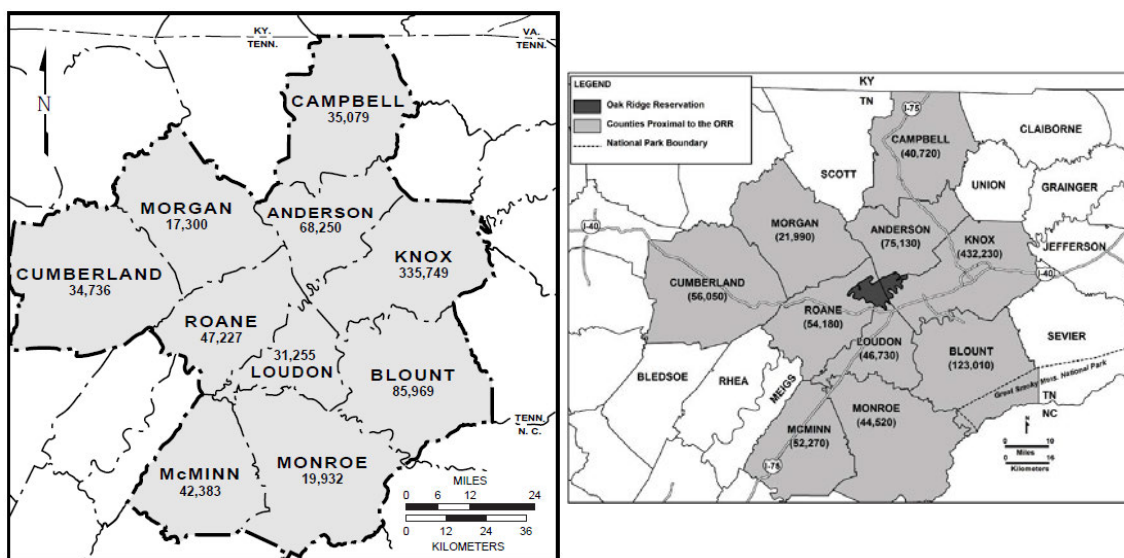 KY.
TENN.
VA.
TENN.
N
CAMPBELL
35,079
MORGAN
17,300
ANDERSON
68,250
KNOX
335,749
CUMBERLAND
34,736
ROANE
47,227
31,255
LOUDON
BLOUNT
85,969
TENN.
N. C.
McMINN
42,383
MONROE
19,932
MILES
0 6 12 24
0 12 24 36
KILOMETERS
LEGEND
Oak Ridge Reservation
Counties Proximal to the ORR
National Park Boundary
KY
TN
I-75
CAMPBELL
(40,720)
CLAIBORNE
SCOTT
UNION
GRAINGER
MORGAN
(21,990)
ANDERSON
(75,130)
KNOX
(432,230)
JEFFERSON
I-40
I-40
CUMBERLAND
(56,050)
ROANE
(54,180)
LOUDON
(46,730)
BLOUNT
(123,010)
SEVIER
BLEDSOE
RHEA
MEIGS
Great Smoky Mtns. National Park
TN
NC
MONROE
(44,520)
MCMINN
(52,270)
I-75
N
0 10
Miles
0 16
Kilometers